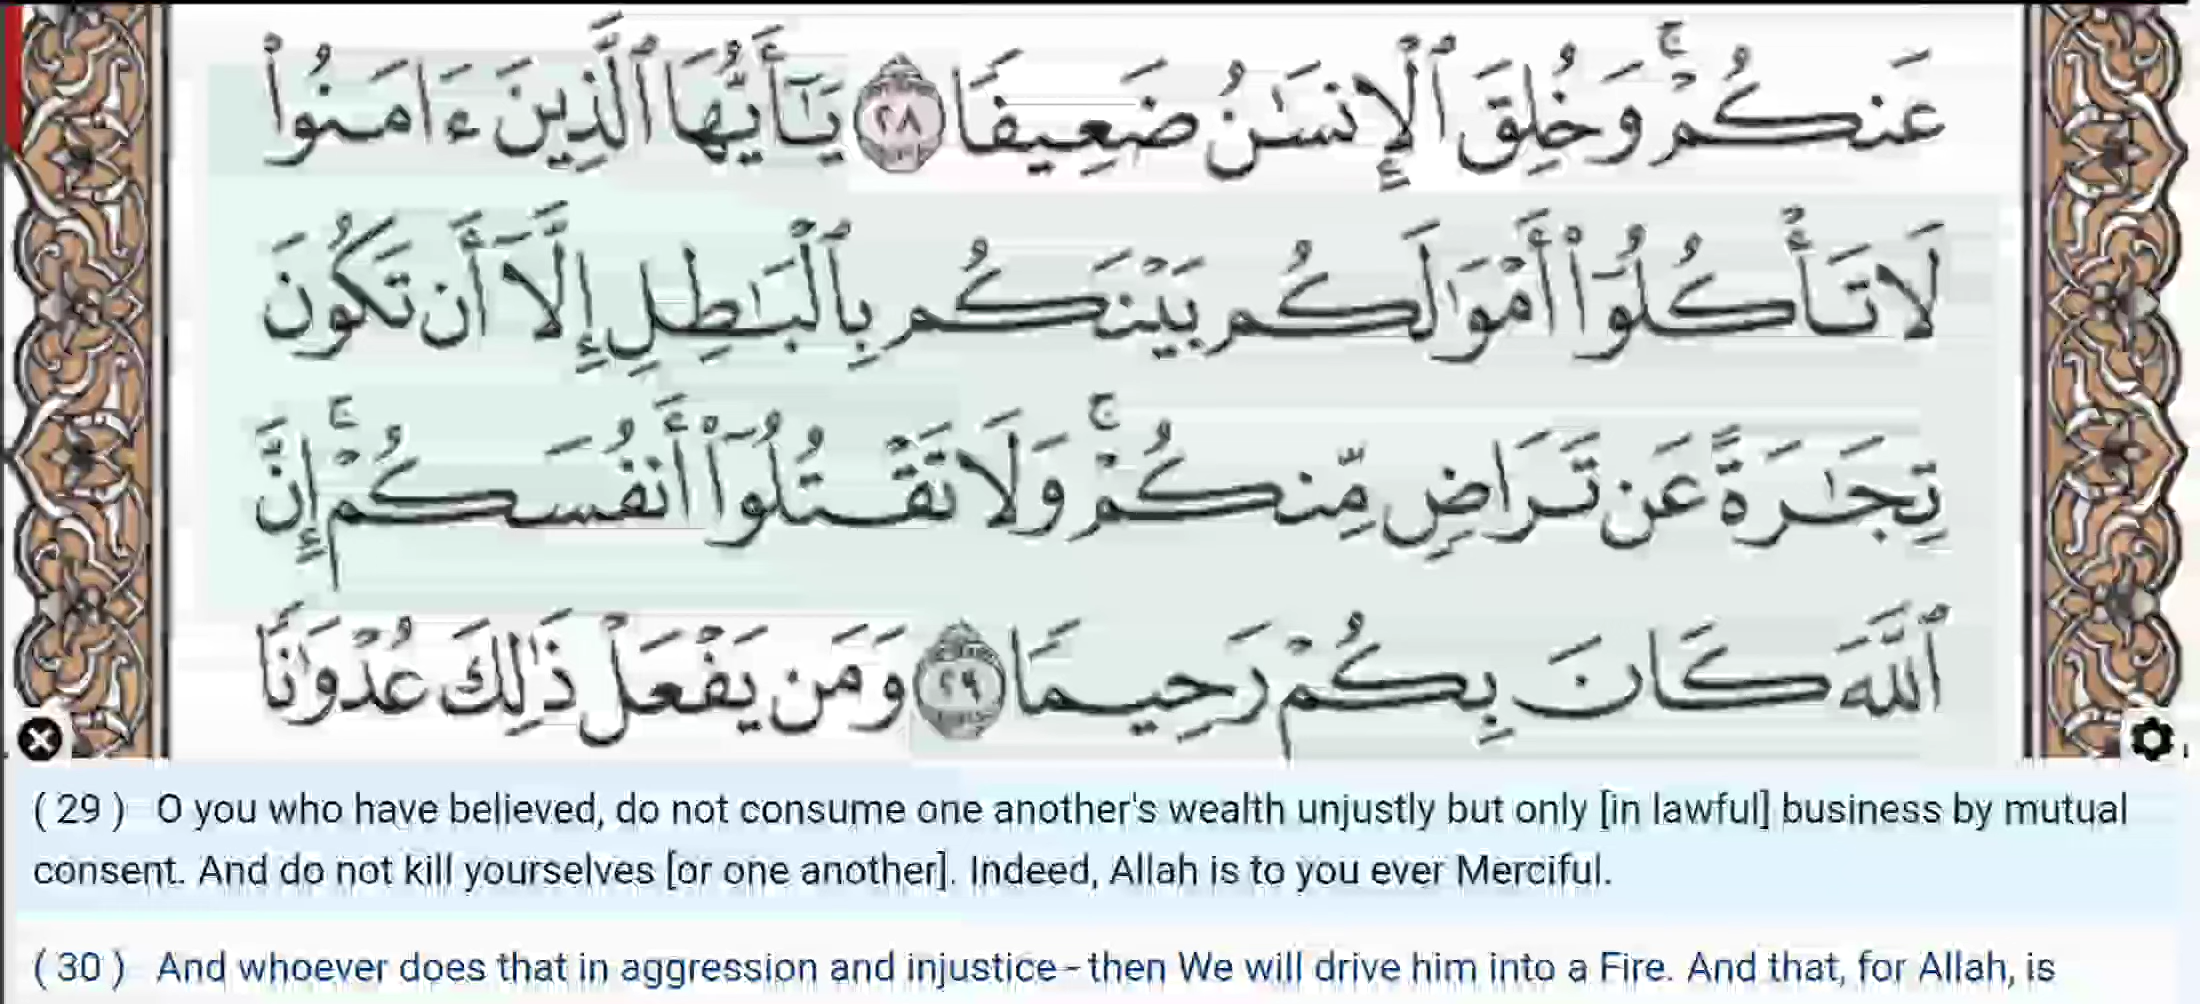 عَنكُمْ ۚ وَخُلِقَ ٱلْإِنسَٰنُ ضَعِيفًا ٢٨ يَـٰٓأَيُّهَا ٱلَّذِينَ ءَامَنُوا۟
لَا تَأْكُلُوٓا۟ أَمْوَٰلَكُم بَيْنَكُم بِٱلْبَـٰطِلِ إِلَّآ أَن تَكُونَ
تِجَـٰرَةً عَن تَرَاضٍ مِّنكُمْ ۚ وَلَا تَقْتُلُوٓا۟ أَنفُسَكُمْ ۚ إِنَّ
ٱللَّهَ كَانَ بِكُمْ رَحِيمًا ٢٩ وَمَن يَفْعَلْ ذَٰلِكَ عُدْوَٰنًا
( 29 ) O you who have believed, do not consume one another's wealth unjustly but only [in lawful] business by mutual
consent. And do not kill yourselves [or one another]. Indeed, Allah is to you ever Merciful.
( 30 ) And whoever does that in aggression and injustice - then We will drive him into a Fire. And that, for Allah, is